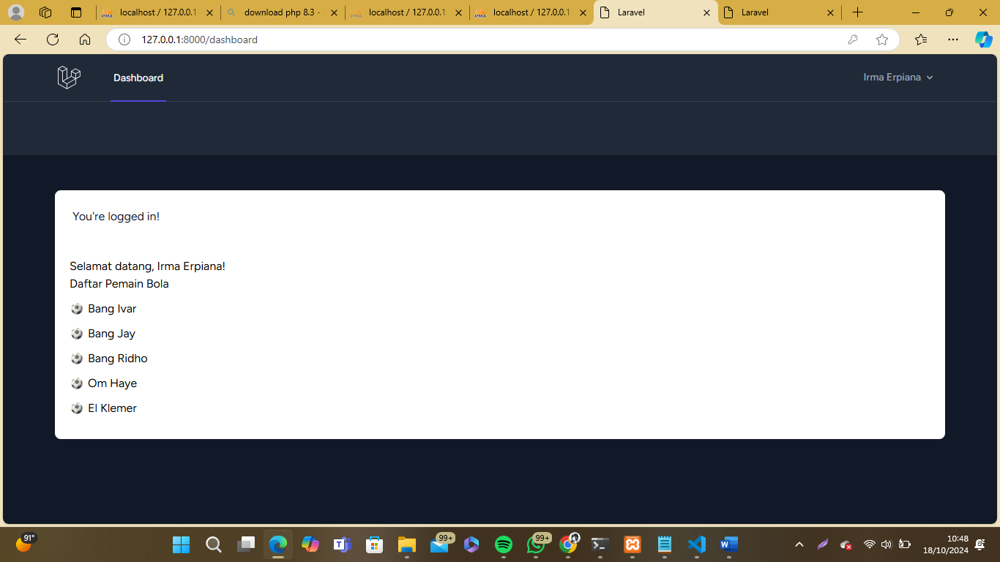 localhost / 127.0.0.1
download php 8.3 -
localhost / 127.0.0.1
localhost / 127.0.0.1
Laravel
Laravel
127.0.0.1:8000/dashboard
Dashboard
Irma Erpiana
You're logged in!
Selamat datang, Irma Erpiana!
Daftar Pemain Bola
Bang Ivar
Bang Jay
Bang Ridho
Om Haye
El Klemer
91°
99+
99+
10:48
18/10/2024